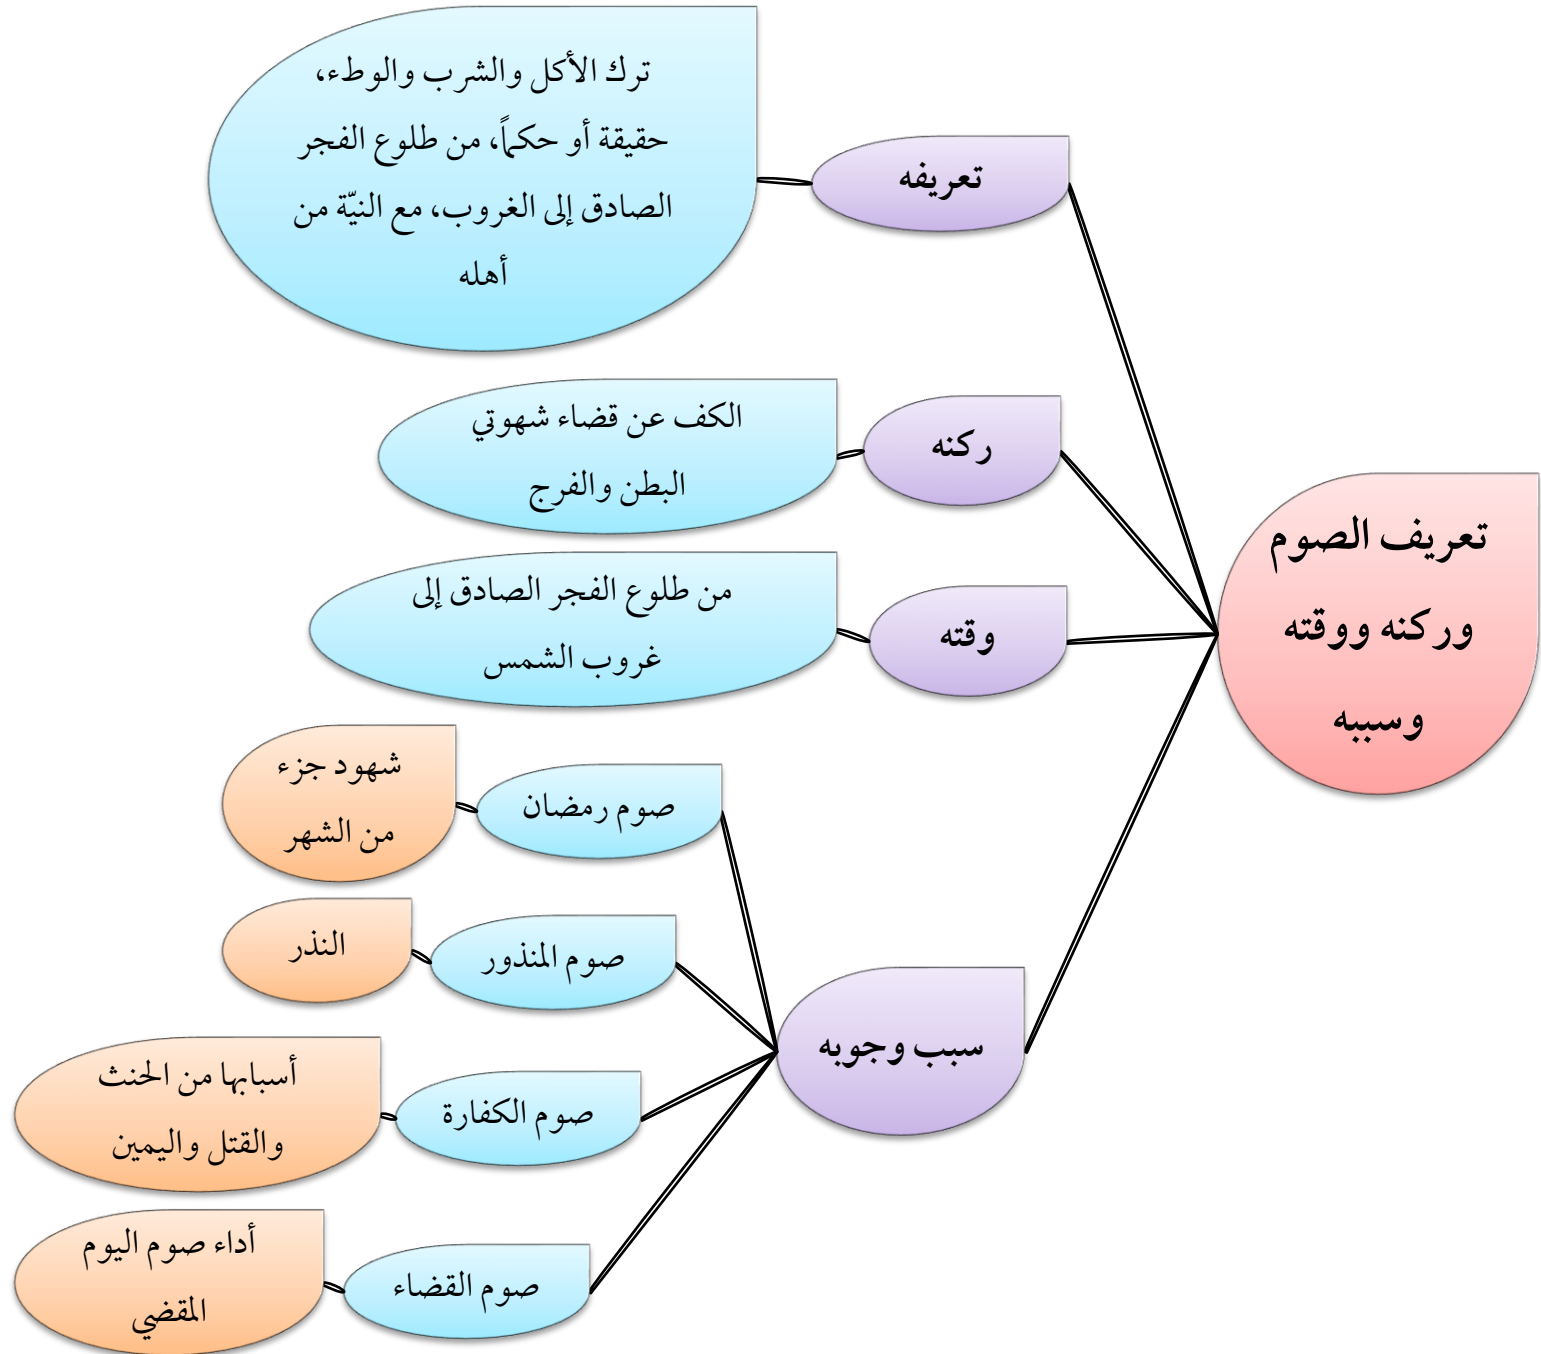 تعريف الصوم
وركنه ووقته
وسببه
تعريفه
ترك الأكل والشرب والوطء،
حقيقة أو حكماً، من طلوع الفجر
الصادق إلى الغروب، مع النيّة من
أهله
ركنه
الكف عن قضاء شهوتي
البطن والفرج
وقته
من طلوع الفجر الصادق إلى
غروب الشمس
سبب وجوبه
صوم رمضان
شهود جزء
من الشهر
صوم المنذور
النذر
صوم الكفارة
أسبابها من الحنث
والقتل واليمين
صوم القضاء
أداء صوم اليوم
المقضي